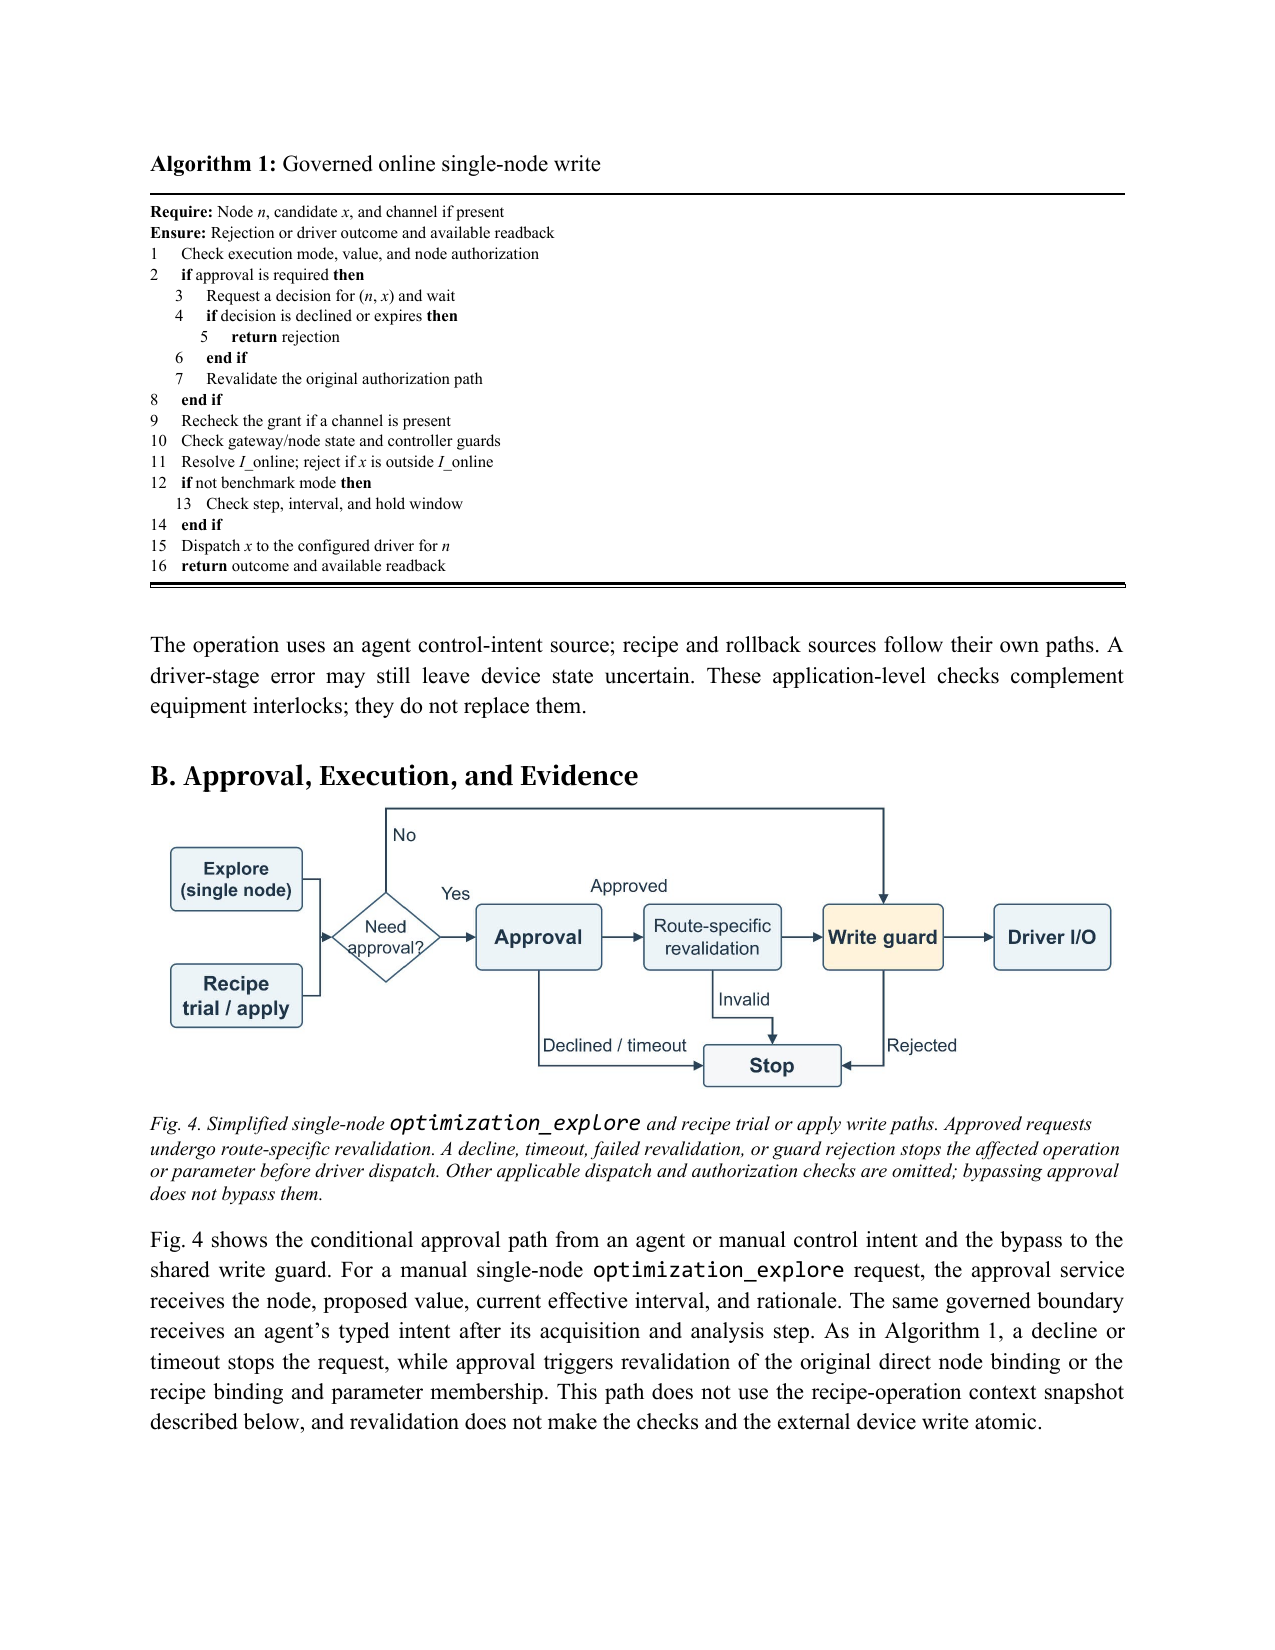 Algorithm 1: Governed online single-node write
Require: Node n, candidate x, and channel if present
Ensure: Rejection or driver outcome and available readback
1 Check execution mode, value, and node authorization
2 if approval is required then
3 Request a decision for (n, x) and wait
4 if decision is declined or expires then
5 return rejection
6 end if
7 Revalidate the original authorization path
8 end if
9 Recheck the grant if a channel is present
10 Check gateway/node state and controller guards
11 Resolve I_online; reject if x is outside I_online
12 if not benchmark mode then
13 Check step, interval, and hold window
14 end if
15 Dispatch x to the configured driver for n
16 return outcome and available readback
The operation uses an agent control-intent source; recipe and rollback sources follow their own paths. A
driver-stage error may still leave device state uncertain. These application-level checks complement
equipment interlocks; they do not replace them.
B. Approval, Execution, and Evidence
No
Explore
(single node)
Recipe
trial / apply
Need
approval?
Yes
Approval
Approved
Route-specific
revalidation
Write guard
Driver I/O
Invalid
Declined / timeout
Stop
Rejected
Fig. 4. Simplified single-node optimization_explore and recipe trial or apply write paths. Approved requests
undergo route-specific revalidation. A decline, timeout, failed revalidation, or guard rejection stops the affected operation
or parameter before driver dispatch. Other applicable dispatch and authorization checks are omitted; bypassing approval
does not bypass them.
Fig. 4 shows the conditional approval path from an agent or manual control intent and the bypass to the
shared write guard. For a manual single-node optimization_explore request, the approval service
receives the node, proposed value, current effective interval, and rationale. The same governed boundary
receives an agent’s typed intent after its acquisition and analysis step. As in Algorithm 1, a decline or
timeout stops the request, while approval triggers revalidation of the original direct node binding or the
recipe binding and parameter membership. This path does not use the recipe-operation context snapshot
described below, and revalidation does not make the checks and the external device write atomic.